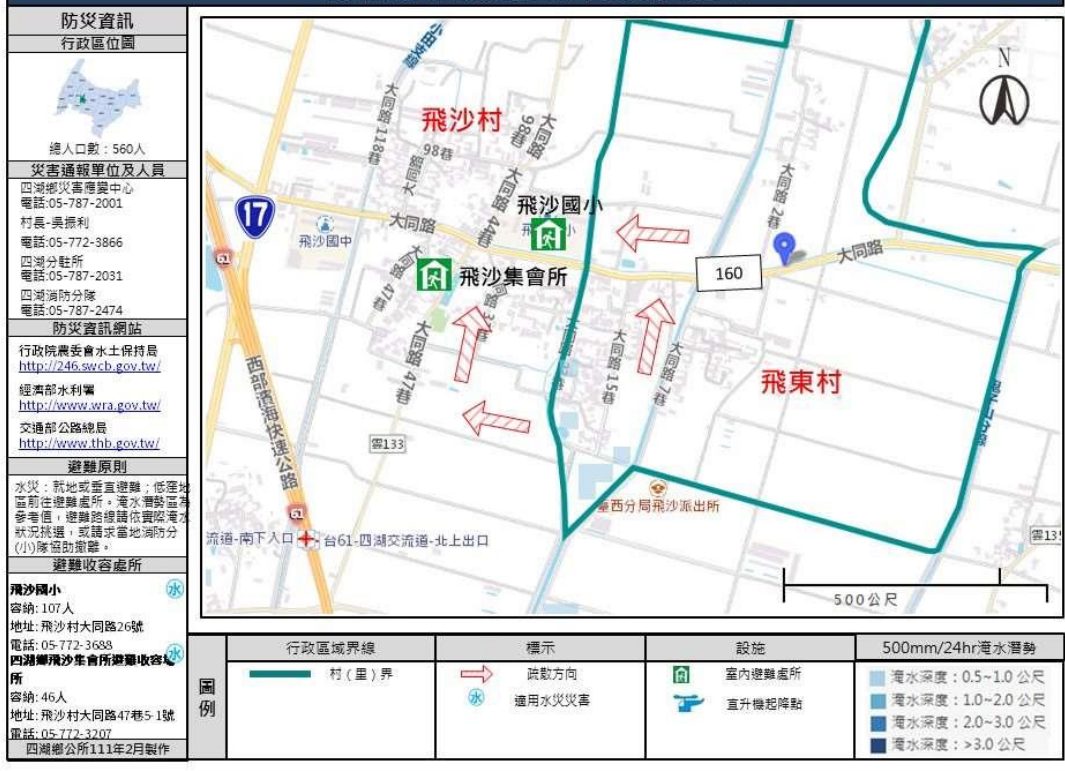 防災資訊
行政區位圖
總人口數：560人
災害通報單位及人員
四湖鄉災害應變中心
電話:05-787-2001
村長-吳振利
電話:05-772-3866
四湖分駐所
電話:05-787-2031
四湖消防分隊
電話:05-787-2474
防災資訊網站
行政院農委會水土保持局
http://246.swcb.gov.tw/
經濟部水利署
http://www.wra.gov.tw/
交通部公路總局
http://www.thb.gov.tw/
避難原則
水災：就地或垂直避難；低窪地
區前往避難處所。淹水潛勢區為
參考值，避難路線請依實際淹水
狀況挑選，或請求當地消防分
(小)隊協助撤離。
避難收容處所
飛沙國小
水
容納: 107人
地址: 飛沙村大同路26號
電話: 05-772-3688
四湖鄉飛沙集會所避難收容處
所
水
容納: 46人
地址: 飛沙村大同路47巷5-1號
電話: 05-772-3207
四湖鄉公所111年2月製作
N
大同路 118巷
飛沙村
98巷
大同路
大同路
98巷
大同路 44巷
飛沙國小
17
飛沙國中
大同路
61
飛沙集會所
大同路 47巷
大同路 47巷
160
大同路 2巷
大同路
大同路 15巷
大同路 7巷
飛東村
西部濱海快速公路
雲133
61
臺西分局飛沙派出所
流道-南下入口
台61-四湖交流道-北上出口
雲135
500公尺
圖例
行政區域界線
村（里）界
標示
疏散方向
水
適用水災災害
設施
室內避難處所
直升機起降點
500mm/24hr淹水潛勢
淹水深度：0.5~1.0 公尺
淹水深度：1.0~2.0 公尺
淹水深度：2.0~3.0 公尺
淹水深度：>3.0 公尺